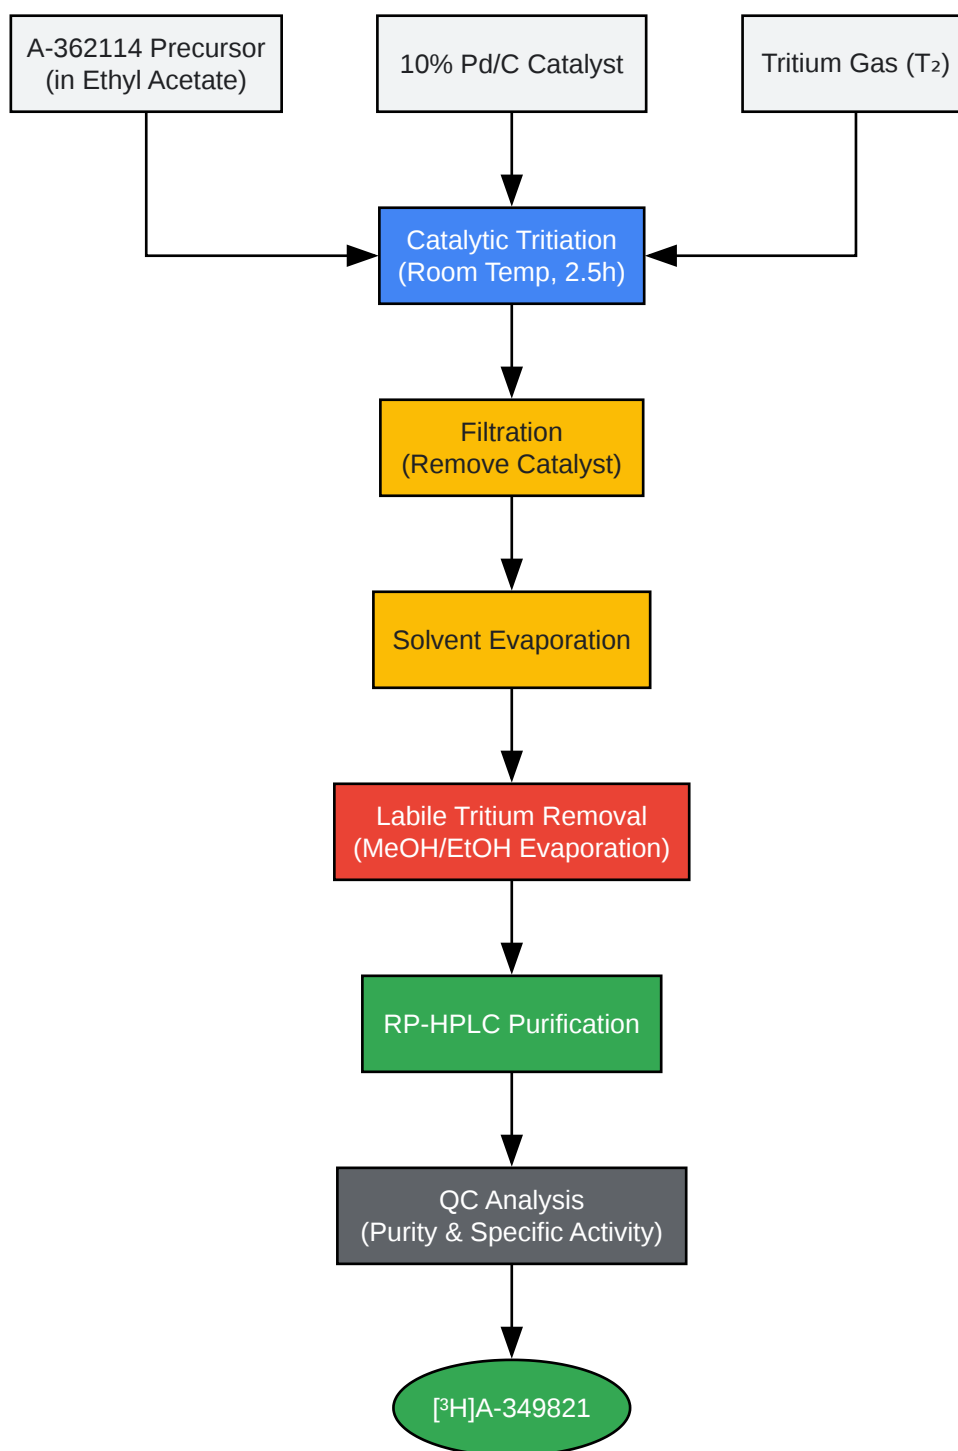 A-362114 Precursor
(in Ethyl Acetate)
10% Pd/C Catalyst
Tritium Gas (T₂)
Catalytic Tritiation
(Room Temp, 2.5h)
Filtration
(Remove Catalyst)
Solvent Evaporation
Labile Tritium Removal
(MeOH/EtOH Evaporation)
RP-HPLC Purification
QC Analysis
(Purity & Specific Activity)
[³H]A-349821